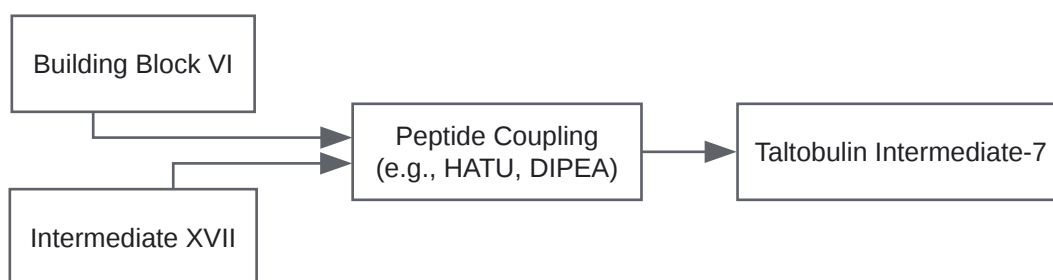 Building Block VI
Peptide Coupling
(e.g., HATU, DIPEA)
Taltobulin Intermediate-7
Intermediate XVII